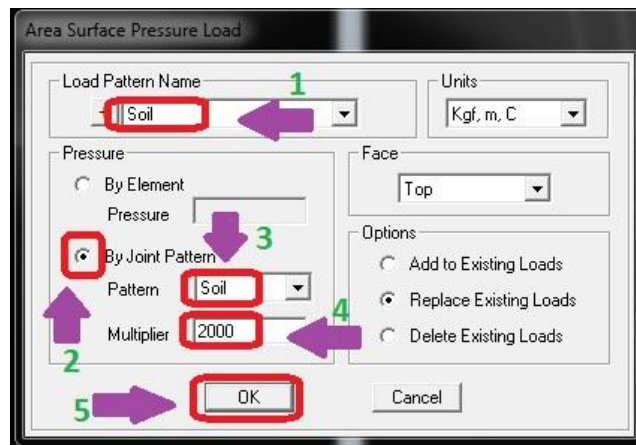 Area Surface Pressure Load
Load Pattern Name
1
Units
+ Soil
Kgf, m, C
Pressure
Face
By Element
Top
Pressure
3
Options
By Joint Pattern
Add to Existing Loads
Pattern Soil
4
Replace Existing Loads
Multiplier 2000
Delete Existing Loads
2
5
OK
Cancel